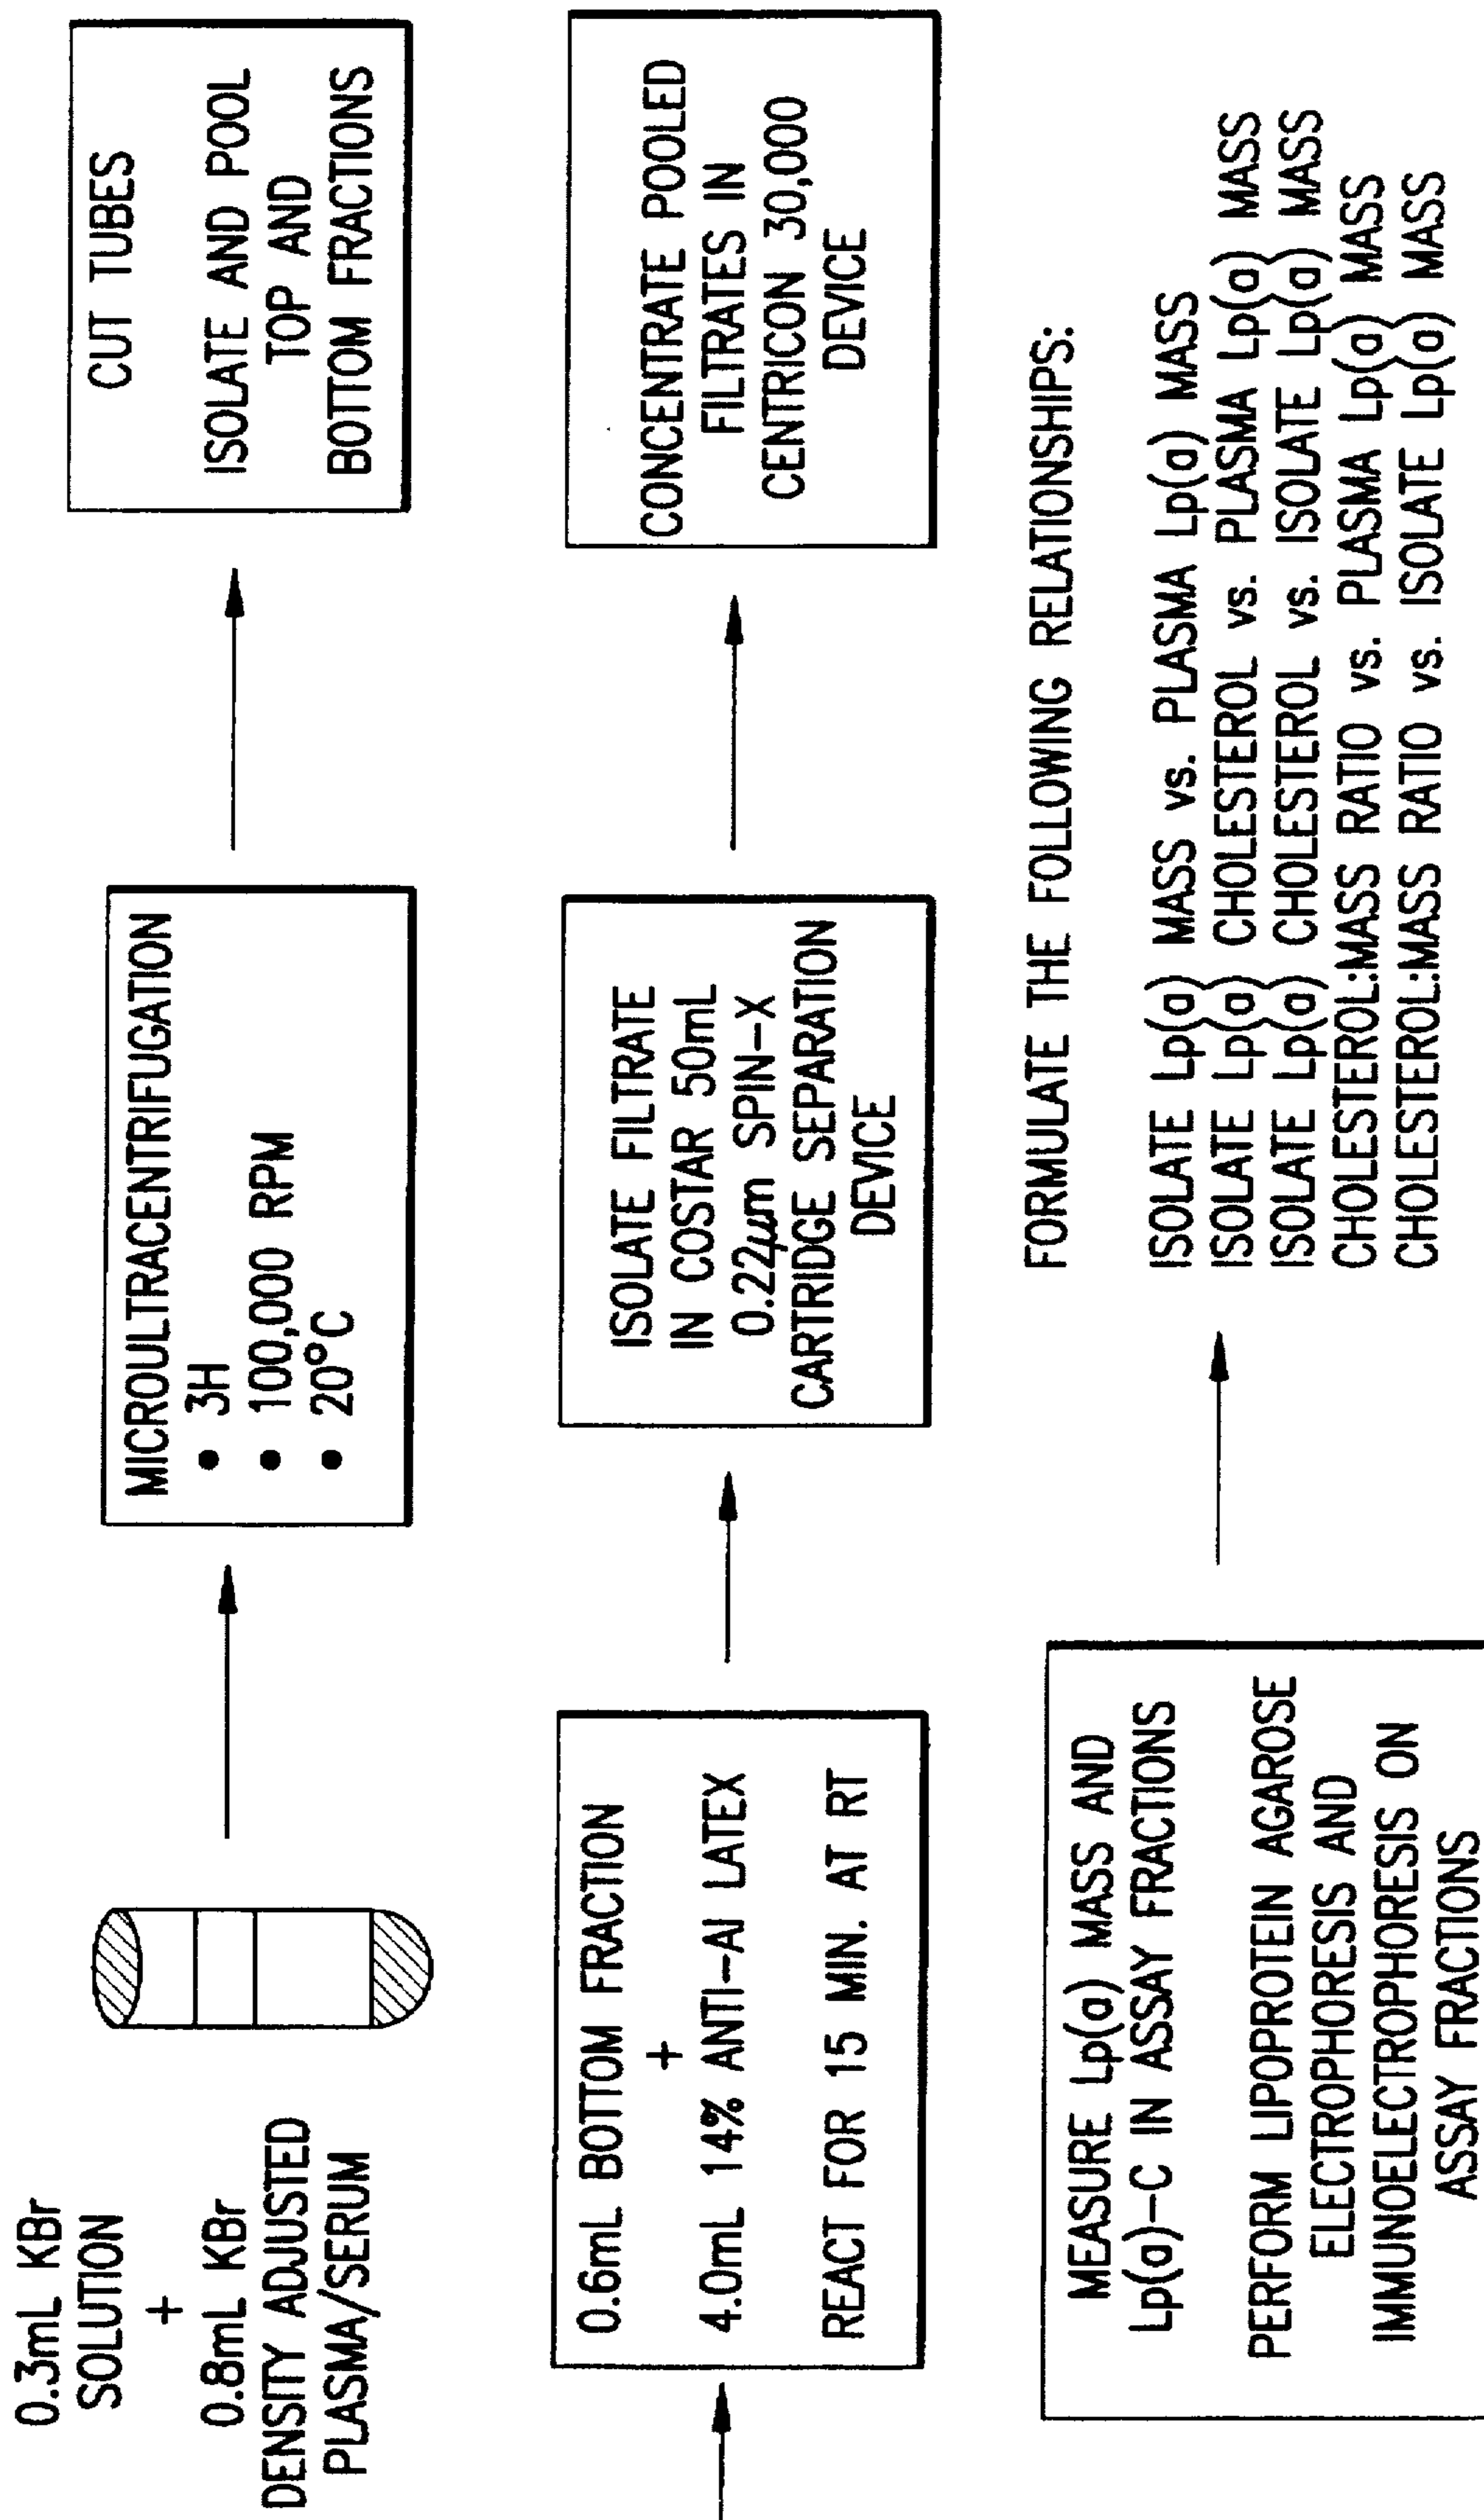 0.3mL KBr
SOLUTION
+
0.8mL KBr
DENSITY ADJUSTED
PLASMA/SERUM
MICROULTRACENTRIFUGATION
• 3H
• 100,000 RPM
• 20°C
CUT TUBES
ISOLATE AND POOL
TOP AND
BOTTOM FRACTIONS
0.6mL BOTTOM FRACTION
+
4.0mL 14% ANTI-AI LATEX
REACT FOR 15 MIN. AT RT
ISOLATE FILTRATE
IN COSTAR 50mL
0.22μm SPIN-X
CARTRIDGE SEPARATION
DEVICE
CONCENTRATE POOLED
FILTRATES IN
CENTRICON 30,000
DEVICE
MEASURE Lp(a) MASS AND
Lp(a)-C IN ASSAY FRACTIONS
PERFORM LIPOPROTEIN AGAROSE
ELECTROPHORESIS AND
IMMUNOELECTROPHORESIS ON
ASSAY FRACTIONS
FORMULATE THE FOLLOWING RELATIONSHIPS:
ISOLATE Lp(a) MASS vs. PLASMA Lp(a) MASS
ISOLATE Lp(a) CHOLESTEROL vs. PLASMA Lp(a) MASS
ISOLATE Lp(a) CHOLESTEROL vs. ISOLATE Lp(a) MASS
CHOLESTEROL:MASS RATIO vs. PLASMA Lp(a) MASS
CHOLESTEROL:MASS RATIO vs. ISOLATE Lp(a) MASS